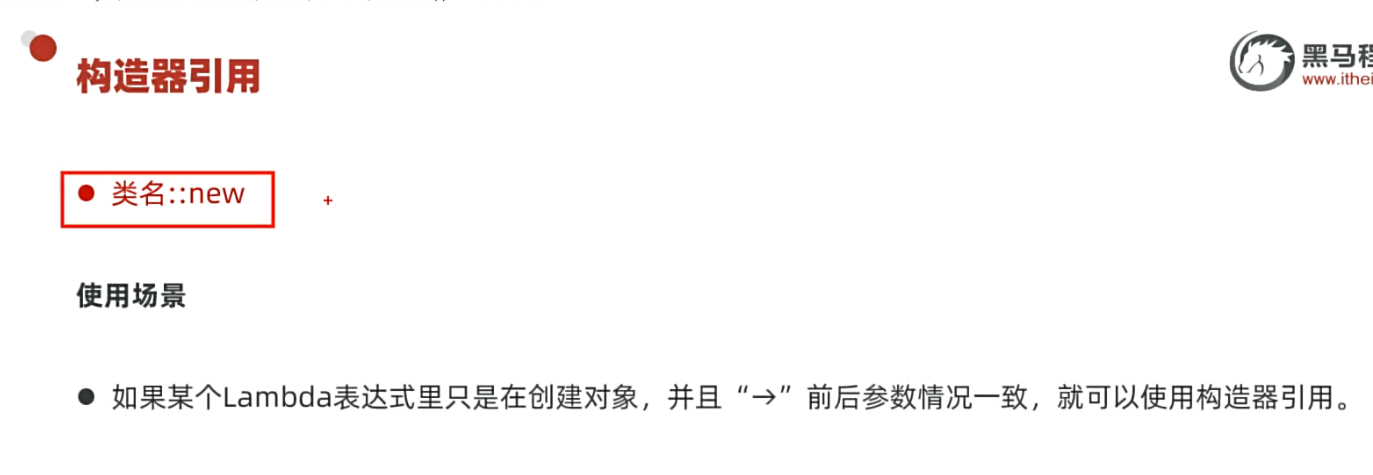 构造器引用
黑马程
www.ithei
类名::new
使用场景
如果某个Lambda表达式里只是在创建对象，并且“→”前后参数情况一致，就可以使用构造器引用。